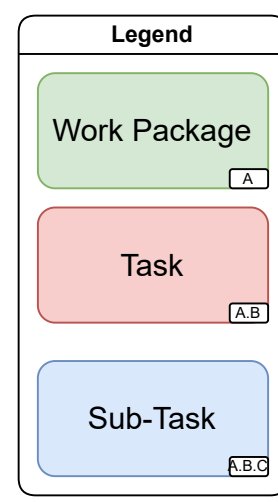 Legend
Work Package
A
Task
A.B
Sub-Task
A.B.C